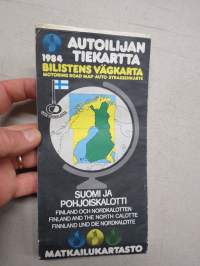 AUTOILIJAN
1984 TIEKARTTA
BILISTENS VÄGKARTA
MOTORING ROAD MAP AUTO-STRASSENKARTE
SUOMI JA
POHJOISKALOTTI
FINLAND OCH NORDKALOTTEN
FINLAND AND THE NORTH CALOTTE
FINNLAND UND DIE NORDKALOTTE
MATKAILUKARTASTO